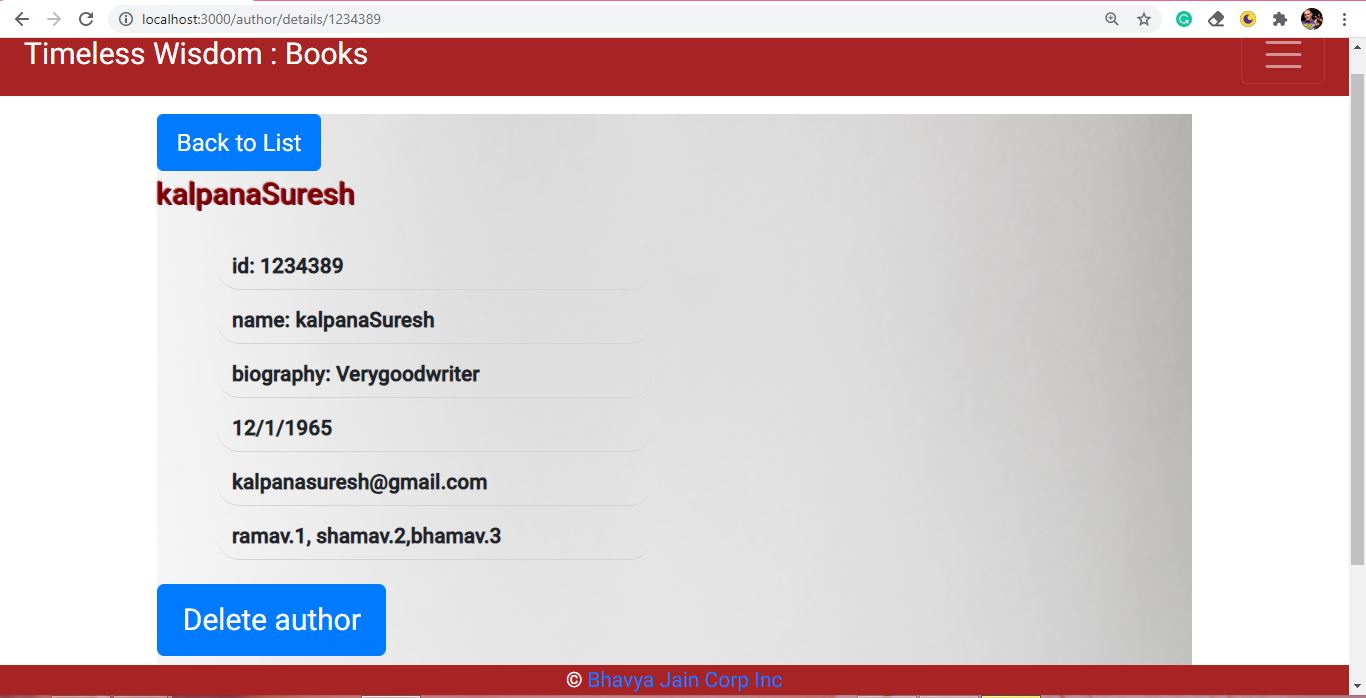 localhost:3000/author/details/1234389
Timeless Wisdom : Books
Back to List
kalpanaSuresh
id: 1234389
name: kalpanaSuresh
biography: Verygoodwriter
12/1/1965
kalpanasuresh@gmail.com
ramav.1, shamav.2,bhamav.3
Delete author
© Bhavya Jain Corp Inc